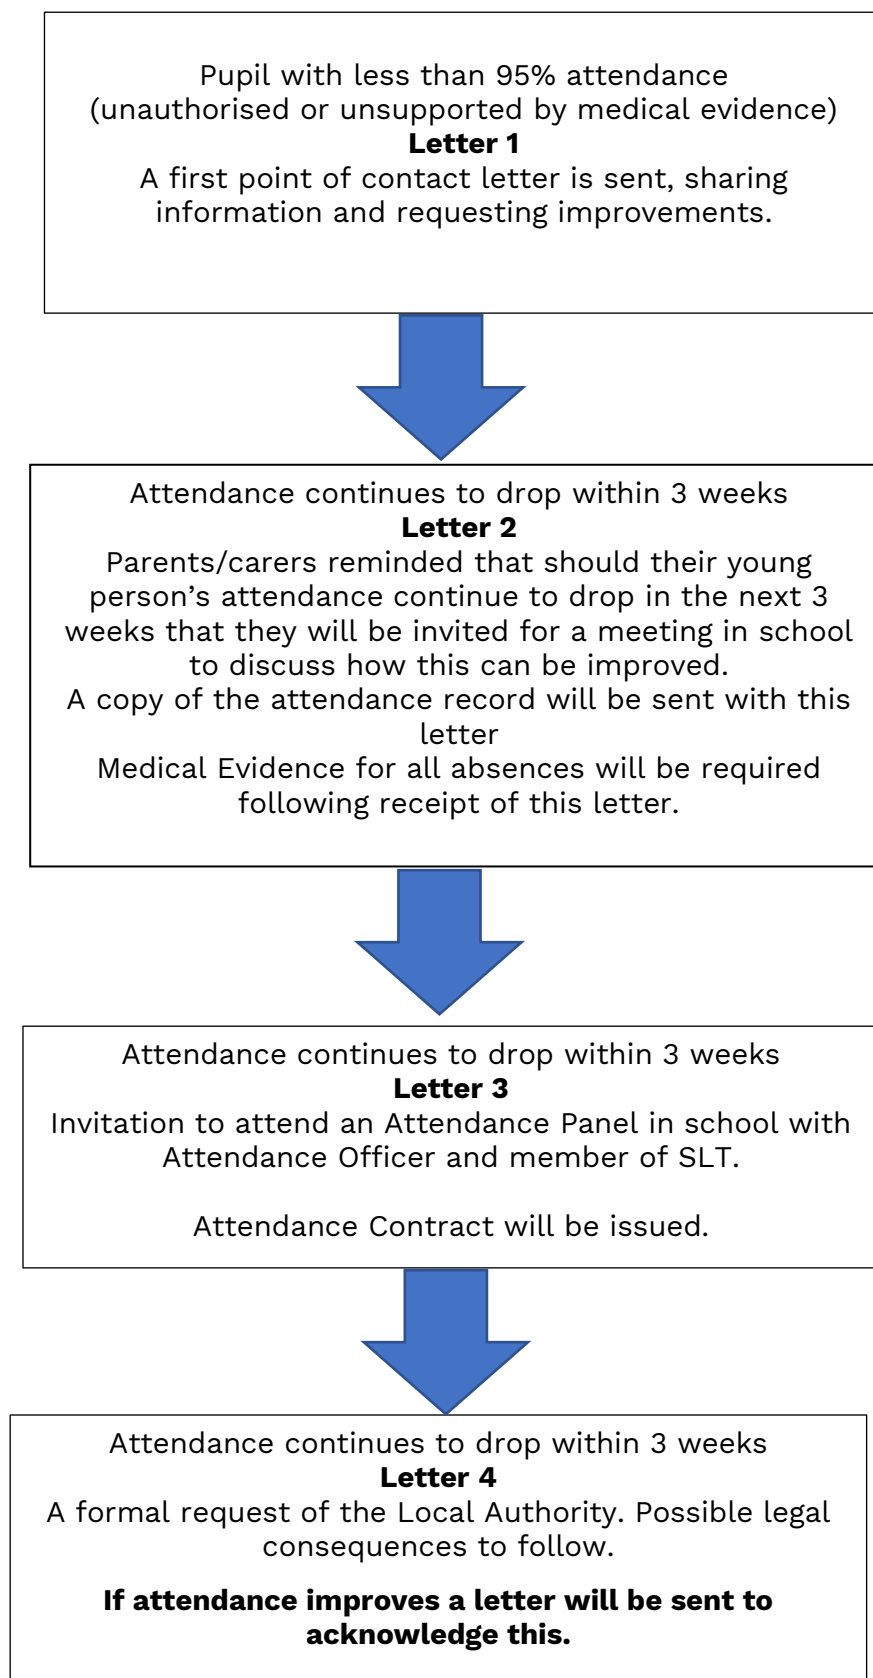 Pupil with less than 95% attendance
(unauthorised or unsupported by medical evidence)
Letter 1
A first point of contact letter is sent, sharing
information and requesting improvements.
Attendance continues to drop within 3 weeks
Letter 2
Parents/carers reminded that should their young
person’s attendance continue to drop in the next 3
weeks that they will be invited for a meeting in school
to discuss how this can be improved.
A copy of the attendance record will be sent with this
letter
Medical Evidence for all absences will be required
following receipt of this letter.
Attendance continues to drop within 3 weeks
Letter 3
Invitation to attend an Attendance Panel in school with
Attendance Officer and member of SLT.
Attendance Contract will be issued.
Attendance continues to drop within 3 weeks
Letter 4
A formal request of the Local Authority. Possible legal
consequences to follow.
If attendance improves a letter will be sent to
acknowledge this.